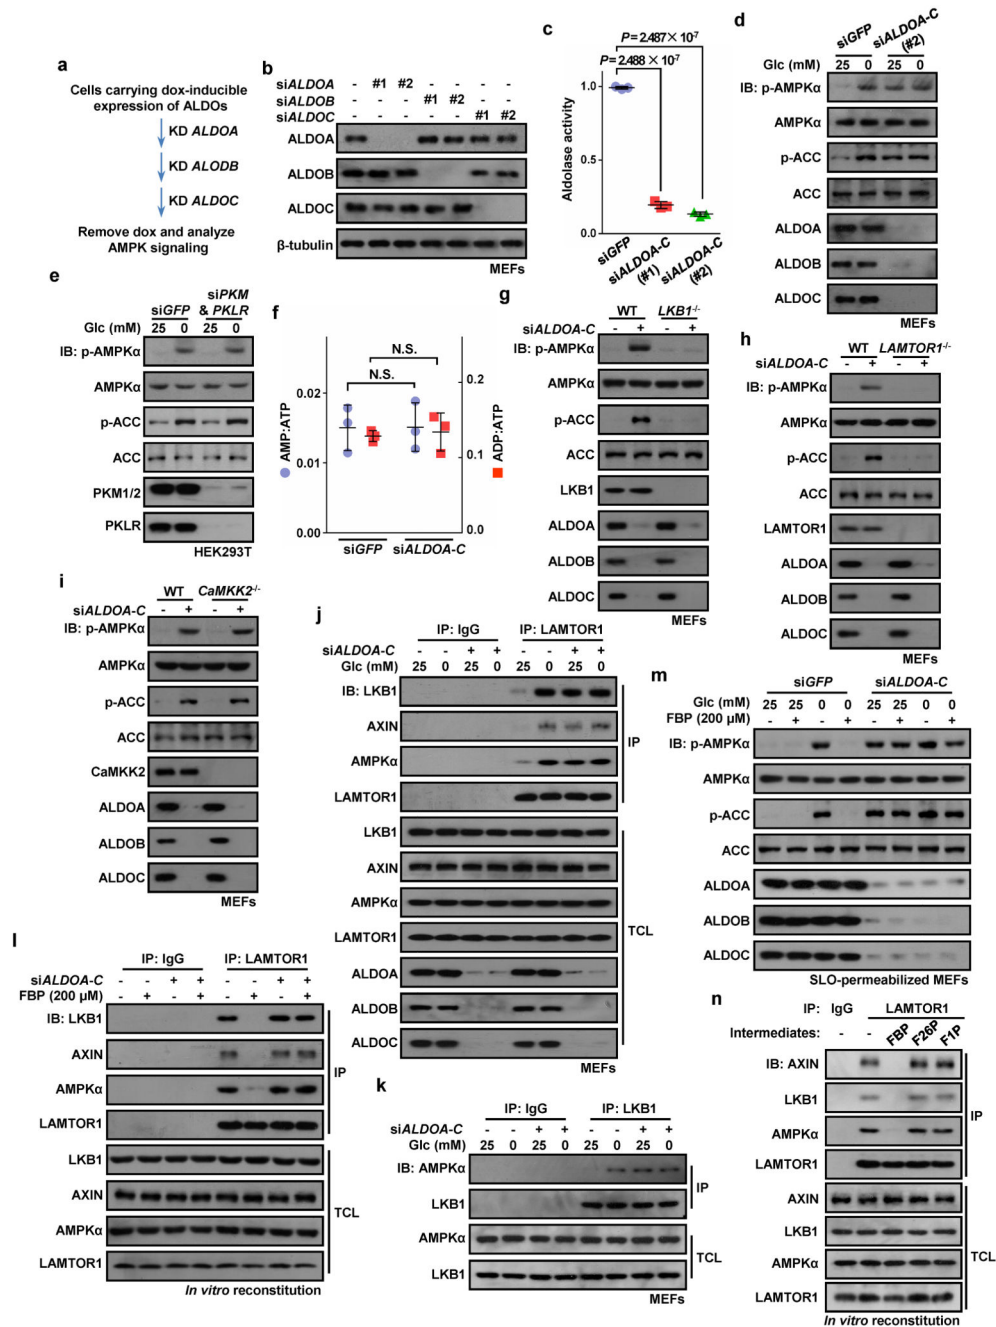 a
Cells carrying dox-inducible
expression of ALDOs
KD ALDOA
KD ALODB
KD ALDOC
Remove dox and analyze
AMPK signaling
b
siALDOA - #1 #2 - - - -
siALDOB - - - #1 #2 - -
siALDOC - - - - - #1 #2
ALDOA
ALDOB
ALDOC
β-tubulin
MEFs
c
P = 2.487 × 10⁻⁷
P = 2.488 × 10⁻⁷
Aldolase activity
1.0
0.5
0.0
siGFP
siALDOA-C (#1)
siALDOA-C (#2)
d
siGFP siALDOA-C (#2)
Glc (mM) 25 0 25 0
IB: p-AMPKα
AMPKα
p-ACC
ACC
ALDOA
ALDOB
ALDOC
MEFs
e
siPKM
siGFP & PKLR
Glc (mM) 25 0 25 0
IB: p-AMPKα
AMPKα
p-ACC
ACC
PKM1/2
PKLR
HEK293T
f
N.S.
N.S.
AMP:ATP
0.02
0.01
0.00
ADP:ATP
0.2
0.1
0.0
siGFP siALDOA-C
g
WT LKB1⁻/⁻
siALDOA-C - + - +
IB: p-AMPKα
AMPKα
p-ACC
ACC
LKB1
ALDOA
ALDOB
ALDOC
MEFs
h
WT LAMTOR1⁻/⁻
siALDOA-C - + - +
IB: p-AMPKα
AMPKα
p-ACC
ACC
LAMTOR1
ALDOA
ALDOB
ALDOC
MEFs
i
WT CaMKK2⁻/⁻
siALDOA-C - + - +
IB: p-AMPKα
AMPKα
p-ACC
ACC
CaMKK2
ALDOA
ALDOB
ALDOC
MEFs
j
IP: IgG IP: LAMTOR1
siALDOA-C - - + + - - + +
Glc (mM) 25 0 25 0 25 0 25 0
IB: LKB1
AXIN
AMPKα
LAMTOR1
IP
LKB1
AXIN
AMPKα
LAMTOR1
ALDOA
ALDOB
ALDOC
TCL
MEFs
k
IP: IgG IP: LKB1
siALDOA-C - - + + - - + +
Glc (mM) 25 0 25 0 25 0 25 0
IB: AMPKα
LKB1
IP
AMPKα
LKB1
TCL
MEFs
l
IP: IgG IP: LAMTOR1
siALDOA-C - - + + - - + +
FBP (200 μM) - + - + - + - +
IB: LKB1
AXIN
AMPKα
LAMTOR1
IP
LKB1
AXIN
AMPKα
LAMTOR1
TCL
In vitro reconstitution
m
siGFP siALDOA-C
Glc (mM) 25 25 0 0 25 25 0 0
FBP (200 μM) - + - + - + - +
IB: p-AMPKα
AMPKα
p-ACC
ACC
ALDOA
ALDOB
ALDOC
SLO-permeabilized MEFs
n
IP: IgG LAMTOR1
Intermediates: - - FBP F26P F1P
IB: AXIN
LKB1
AMPKα
LAMTOR1
IP
AXIN
LKB1
AMPKα
LAMTOR1
TCL
In vitro reconstitution